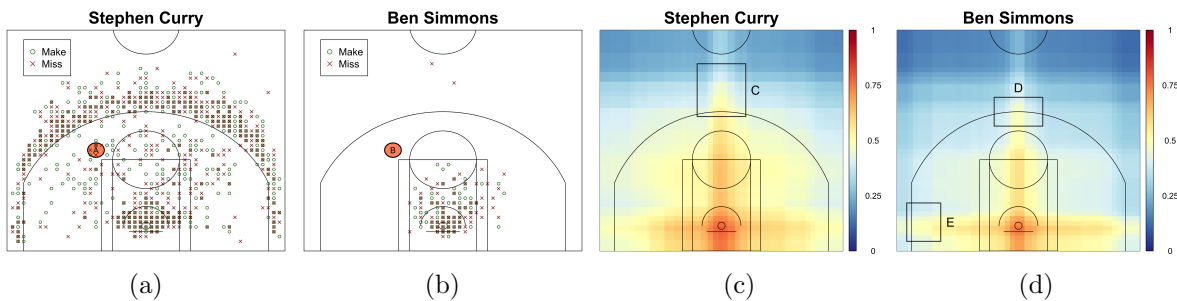 Stephen Curry
Make
Miss
A
(a)
Ben Simmons
Make
Miss
B
(b)
Stephen Curry
C
1
0.75
0.5
0.25
0
(c)
Ben Simmons
D
E
1
0.75
0.5
0.25
0
(d)